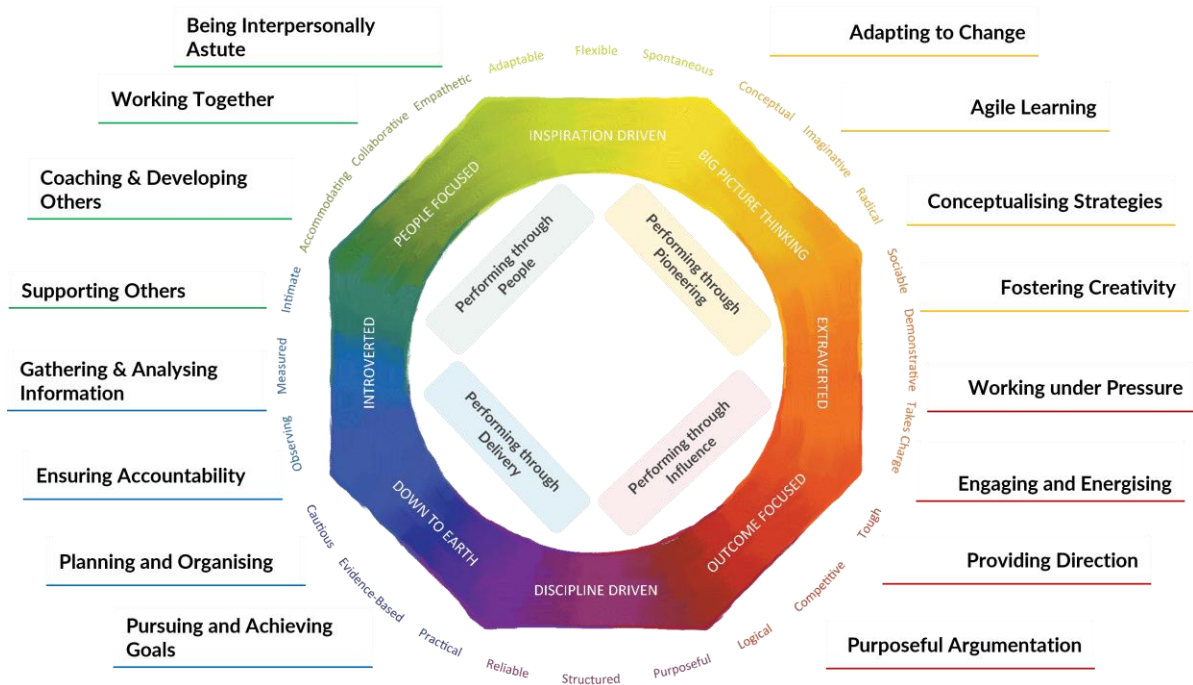 Being Interpersonally
Astute
Working Together
Coaching & Developing
Others
Supporting Others
Gathering & Analysing
Information
Ensuring Accountability
Planning and Organising
Pursuing and Achieving
Goals
Adapting to Change
Agile Learning
Conceptualising Strategies
Fostering Creativity
Working under Pressure
Engaging and Energising
Providing Direction
Purposeful Argumentation
Adaptable
Flexible
Spontaneous
Conceptual
Imaginative
Radical
Sociable
Demonstrative
Takes Charge
Tough
Competitive
Logical
Purposeful
Structured
Reliable
Practical
Evidence-Based
Cautious
Observing
Measured
Intimate
Accommodating
Collaborative
Empathetic
INSPIRATION DRIVEN
BIG PICTURE THINKING
EXTRAVERTED
OUTCOME FOCUSED
DISCIPLINE DRIVEN
DOWN TO EARTH
INTROVERTED
PEOPLE FOCUSED
Performing through
People
Performing through
Pioneering
Performing through
Delivery
Performing through
Influence